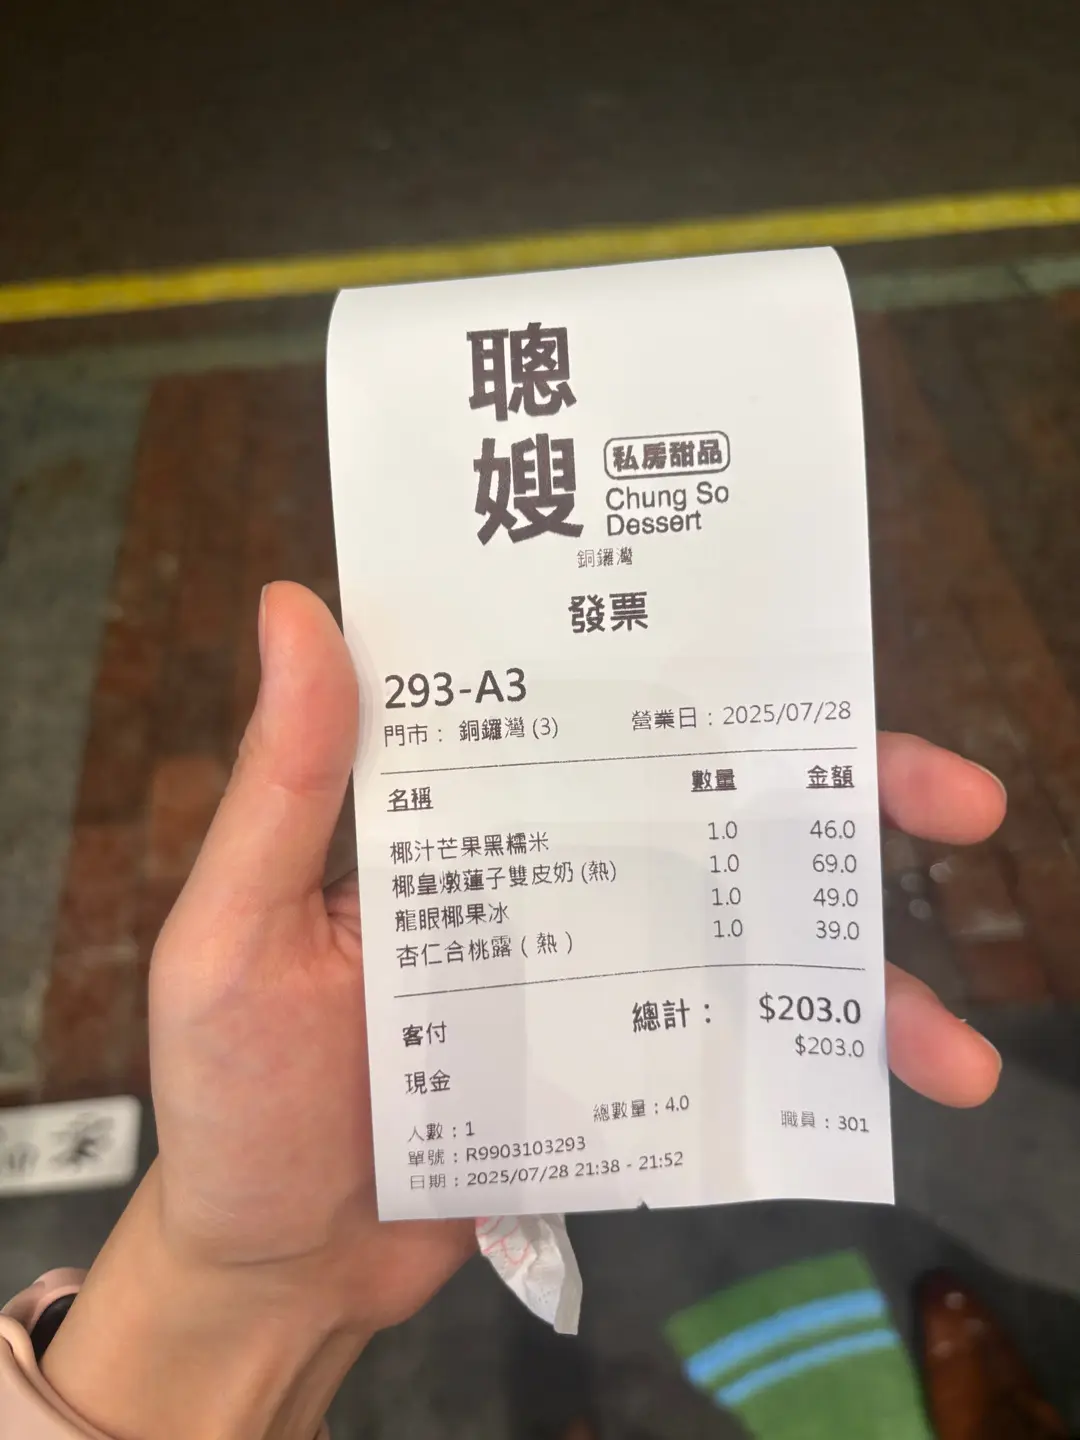 聰嫂
私房甜品
Chung So
Dessert
銅鑼灣
發票
293-A3
門市： 銅鑼灣 (3) 營業日：2025/07/28
名稱 數量 金額
椰汁芒果黑糯米 1.0 46.0
椰皇燉蓮子雙皮奶 (熱) 1.0 69.0
龍眼椰果冰 1.0 49.0
杏仁合桃露 ( 熱 ) 1.0 39.0
總計： $203.0
客付 $203.0
現金
總數量：4.0
人數：1 職員：301
單號：R9903103293
日期：2025/07/28 21:38 - 21:52